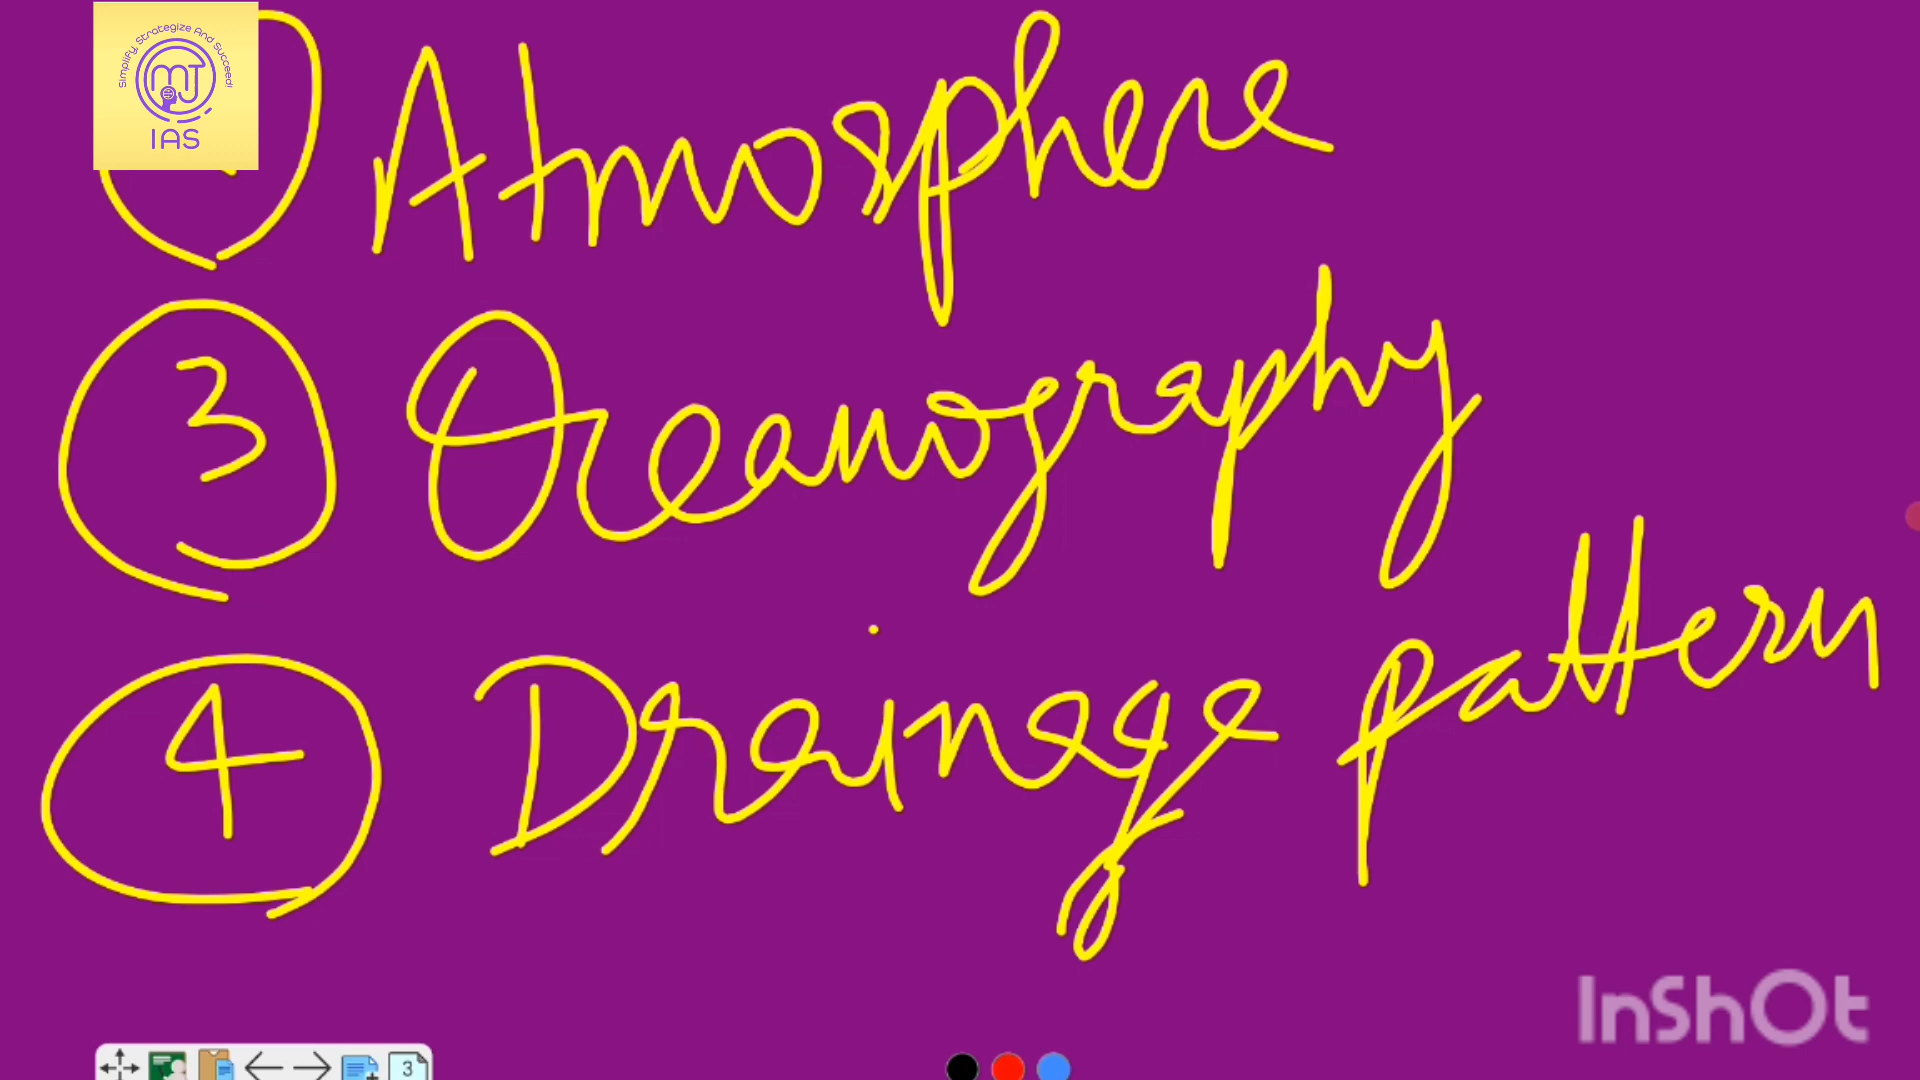 Simplify, Strategize And Succeed!
MJ
IAS
Atmosphere
3 Oceanography
4 Drainage pattern
InShOt
3